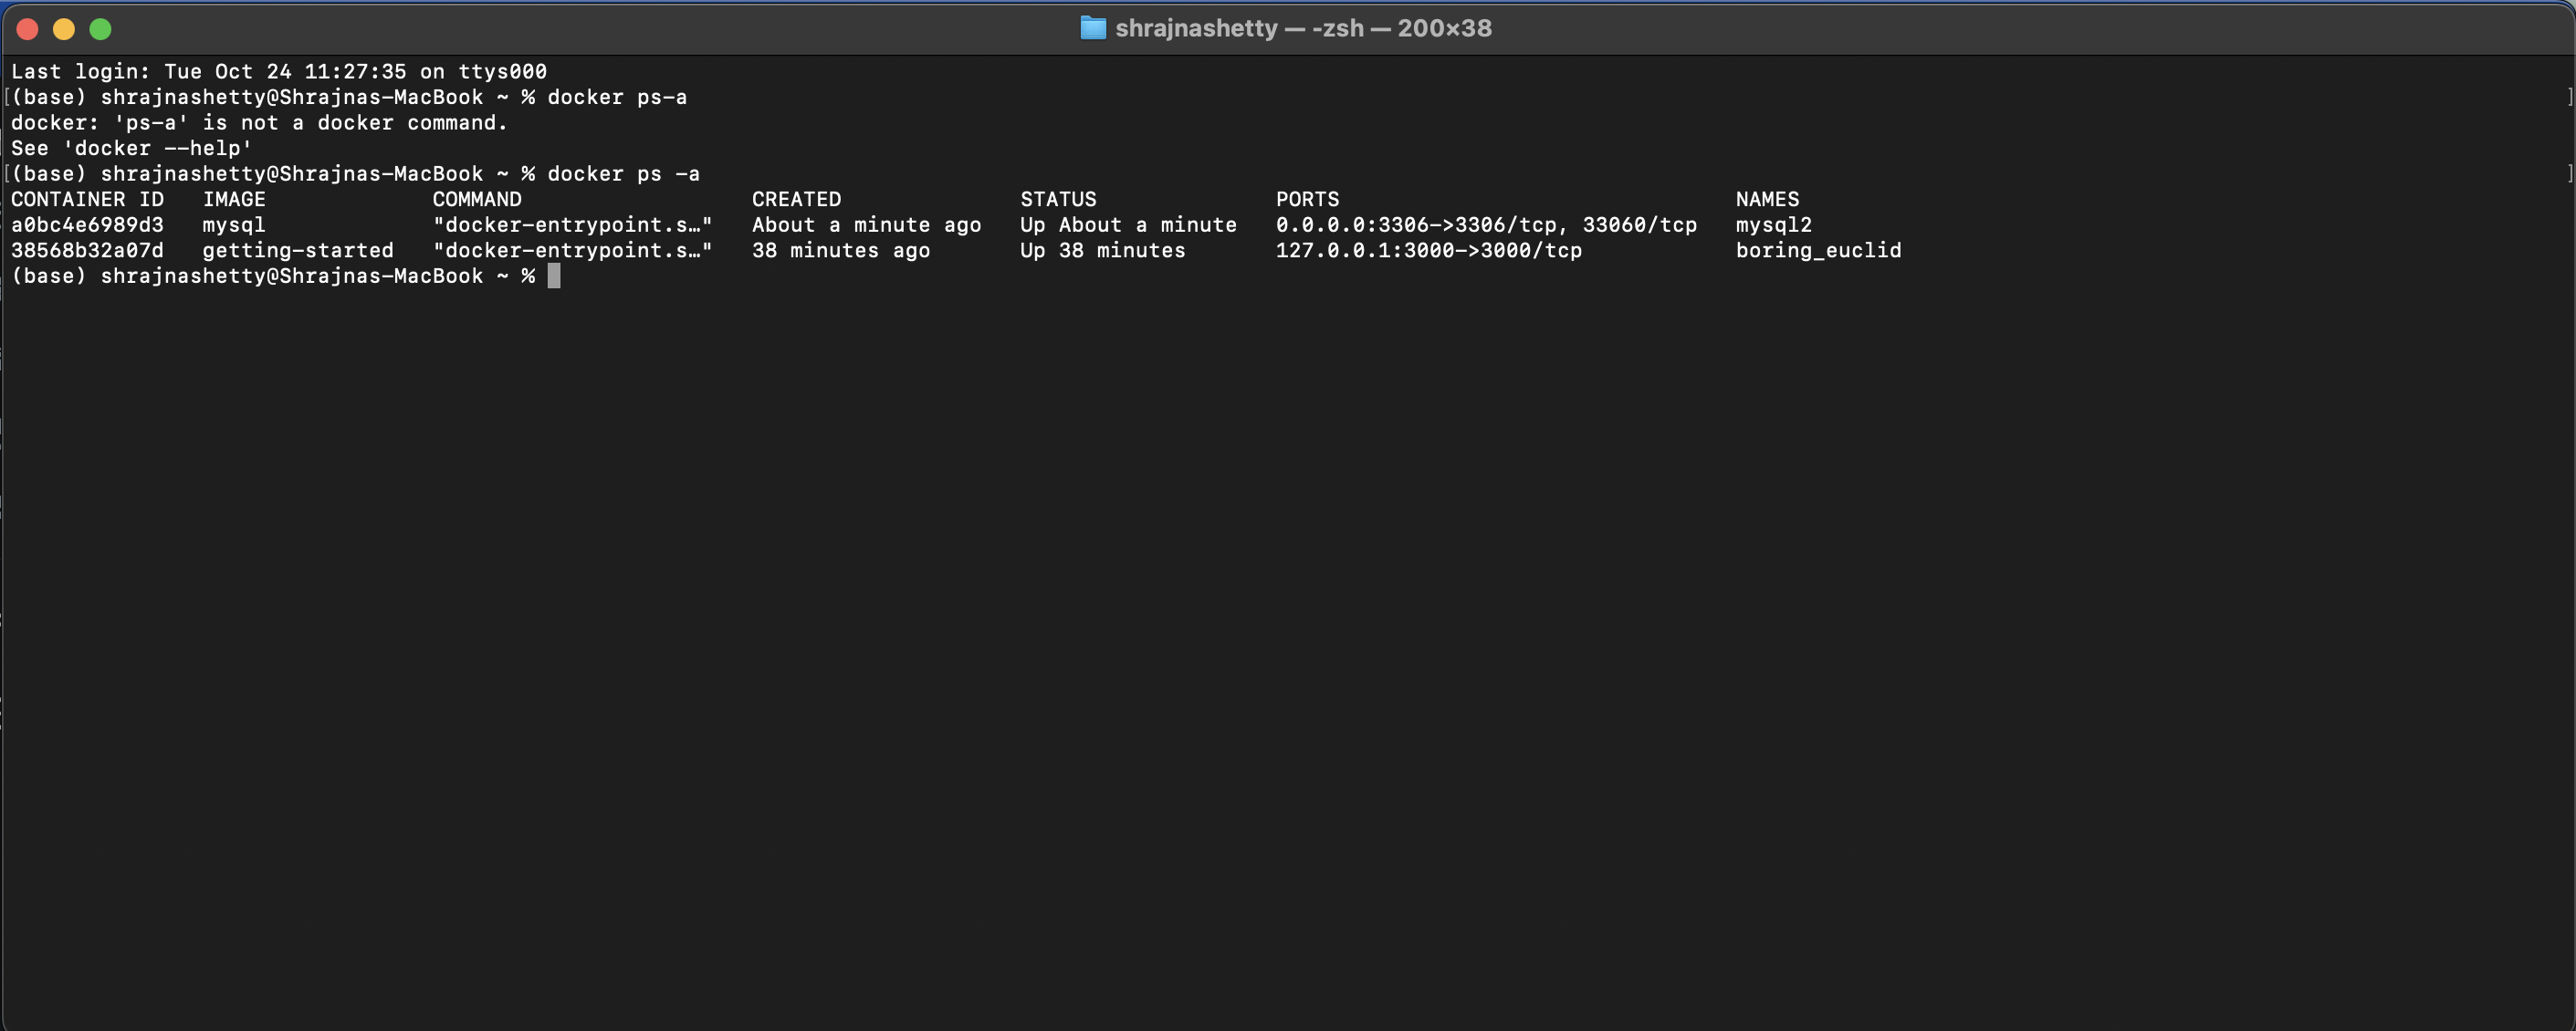 shrajnashetty — -zsh — 200×38
Last login: Tue Oct 24 11:27:35 on ttys000
[(base) shrajnashetty@Shrajnas-MacBook ~ % docker ps-a ]
docker: 'ps-a' is not a docker command.
See 'docker --help'
[(base) shrajnashetty@Shrajnas-MacBook ~ % docker ps -a ]
CONTAINER ID   IMAGE             COMMAND                  CREATED              STATUS              PORTS                               NAMES
a0bc4e6989d3   mysql             "docker-entrypoint.s…"   About a minute ago   Up About a minute   0.0.0.0:3306->3306/tcp, 33060/tcp   mysql2
38568b32a07d   getting-started   "docker-entrypoint.s…"   38 minutes ago       Up 38 minutes       127.0.0.1:3000->3000/tcp            boring_euclid
(base) shrajnashetty@Shrajnas-MacBook ~ %